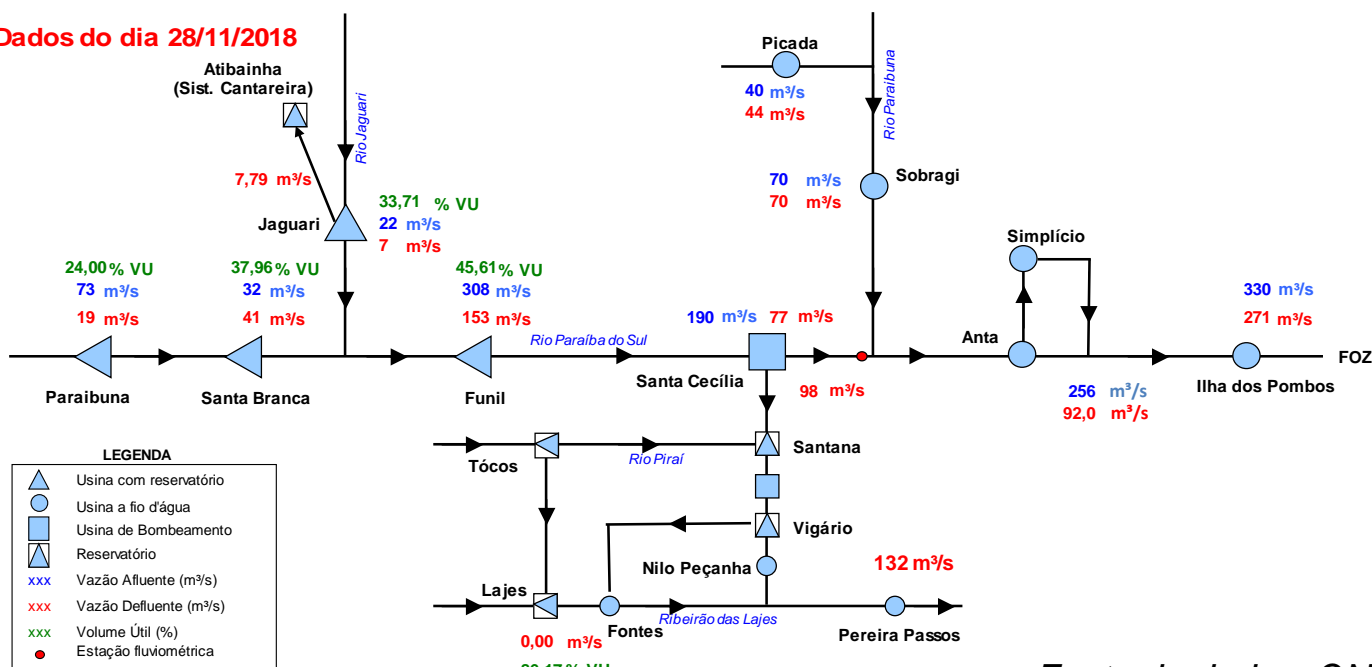 Dados do dia 28/11/2018
Atibainha
(Sist. Cantareira)
Rio Jaguari
7,79 m³/s
Jaguari
33,71 % VU
22 m³/s
7 m³/s
Picada
40 m³/s
44 m³/s
Rio Paraibuna
70 m³/s
70 m³/s
Sobragi
Simplício
24,00 % VU
73 m³/s
19 m³/s
Paraibuna
37,96 % VU
32 m³/s
41 m³/s
Santa Branca
45,61 % VU
308 m³/s
153 m³/s
Funil
Rio Paraíba do Sul
190 m³/s 77 m³/s
Santa Cecília
98 m³/s
Anta
256 m³/s
92,0 m³/s
330 m³/s
271 m³/s
Ilha dos Pombos
FOZ
Tócos
Rio Piraí
Santana
Vigário
Nilo Peçanha
132 m³/s
Lajes
0,00 m³/s
Fontes
Ribeirão das Lajes
Pereira Passos
LEGENDA
Usina com reservatório
Usina a fio d'água
Usina de Bombeamento
Reservatório
xxx Vazão Afluente (m³/s)
xxx Vazão Defluente (m³/s)
xxx Volume Útil (%)
Estação fluviométrica